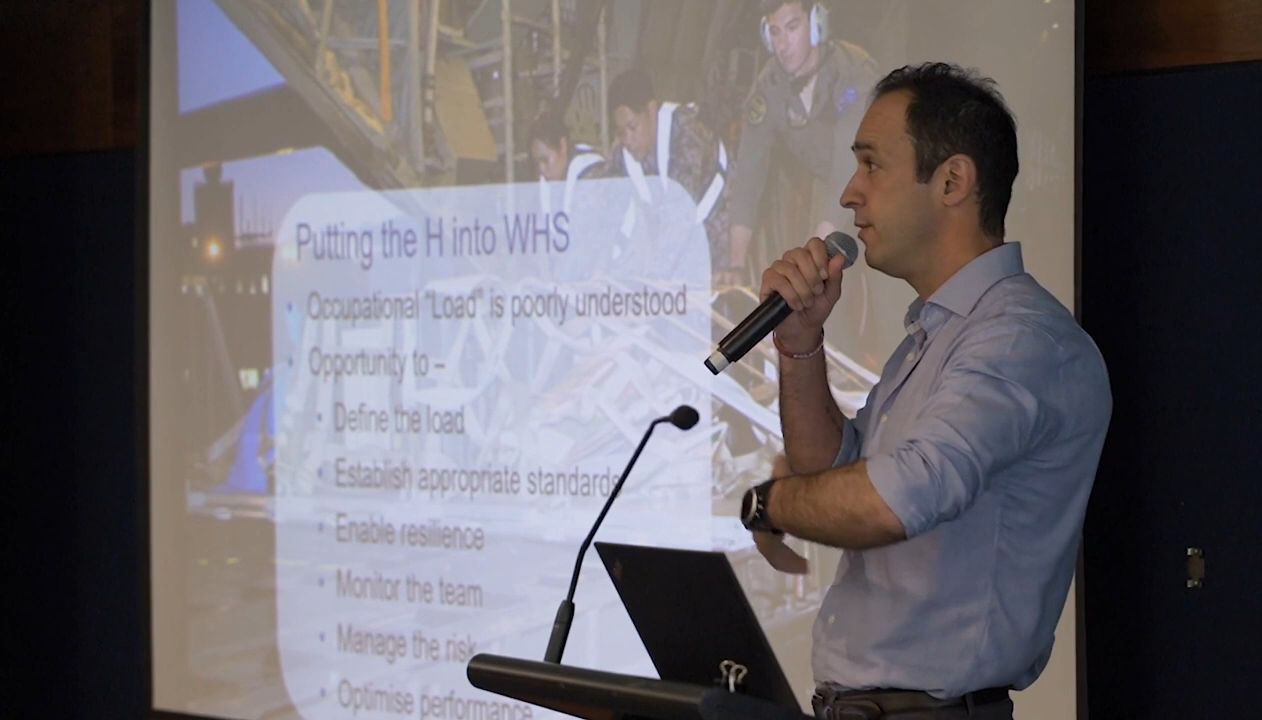 Putting the H into WHS
• Occupational "Load" is poorly understood
• Opportunity to –
• Define the load
• Establish appropriate standards
• Enable resilience
• Monitor the team
• Manage the risk
• Optimise performance